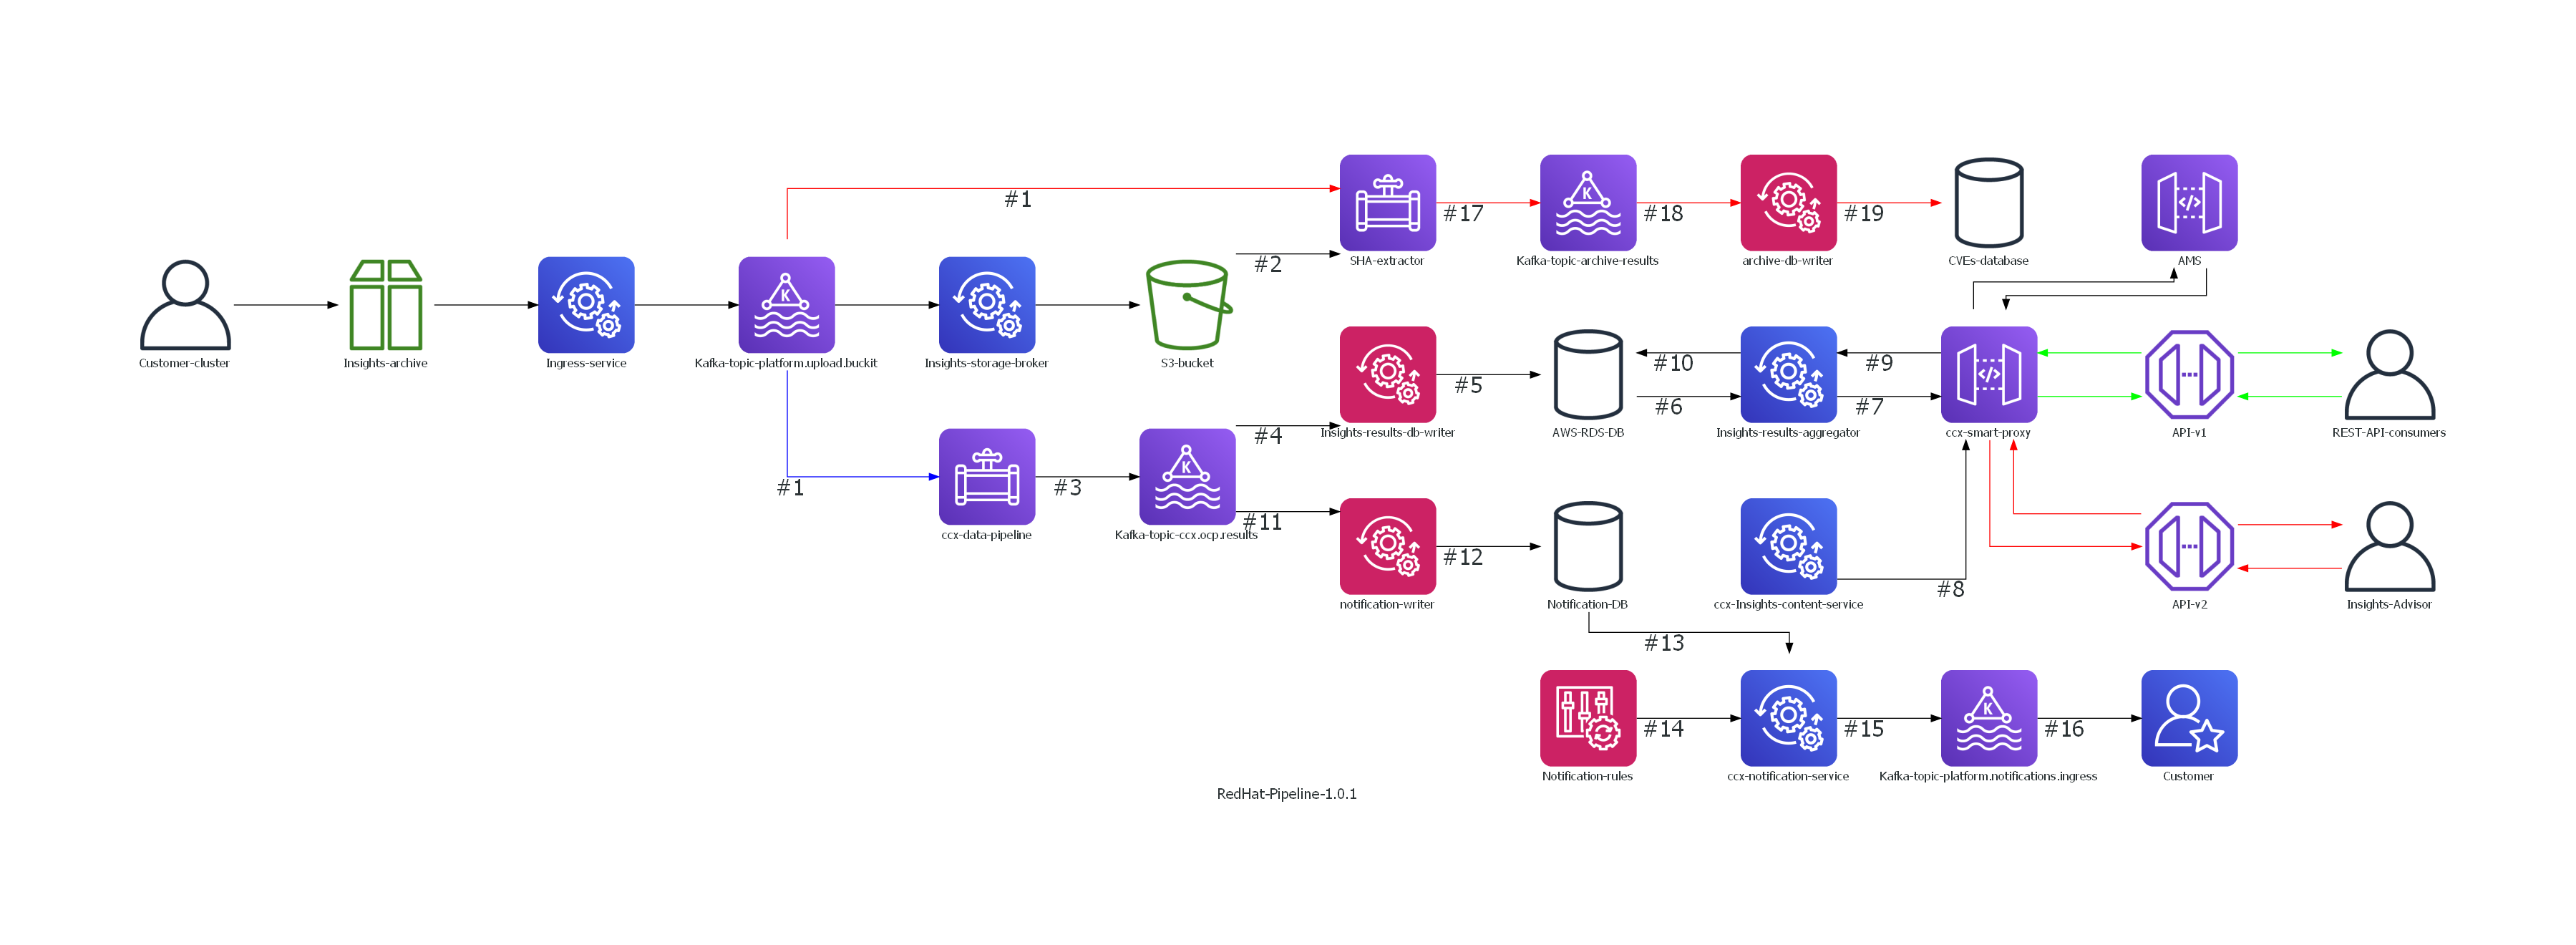 #1
#17
#18
#19
#2
SHA-extractor
Kafka-topic-archive-results
archive-db-writer
CVEs-database
AMS
K
K
Customer-cluster
Insights-archive
Ingress-service
Kafka-topic-platform.upload.buckit
Insights-storage-broker
S3-bucket
#10
#9
#5
#6
#7
Insights-results-db-writer
AWS-RDS-DB
Insights-results-aggregator
ccx-smart-proxy
API-v1
REST-API-consumers
#4
#1
#3
K
#11
ccx-data-pipeline
Kafka-topic-ccx.ocp.results
#12
#8
notification-writer
Notification-DB
ccx-Insights-content-service
API-v2
Insights-Advisor
#13
#14
#15
K
#16
Notification-rules
ccx-notification-service
Kafka-topic-platform.notifications.ingress
Customer
RedHat-Pipeline-1.0.1